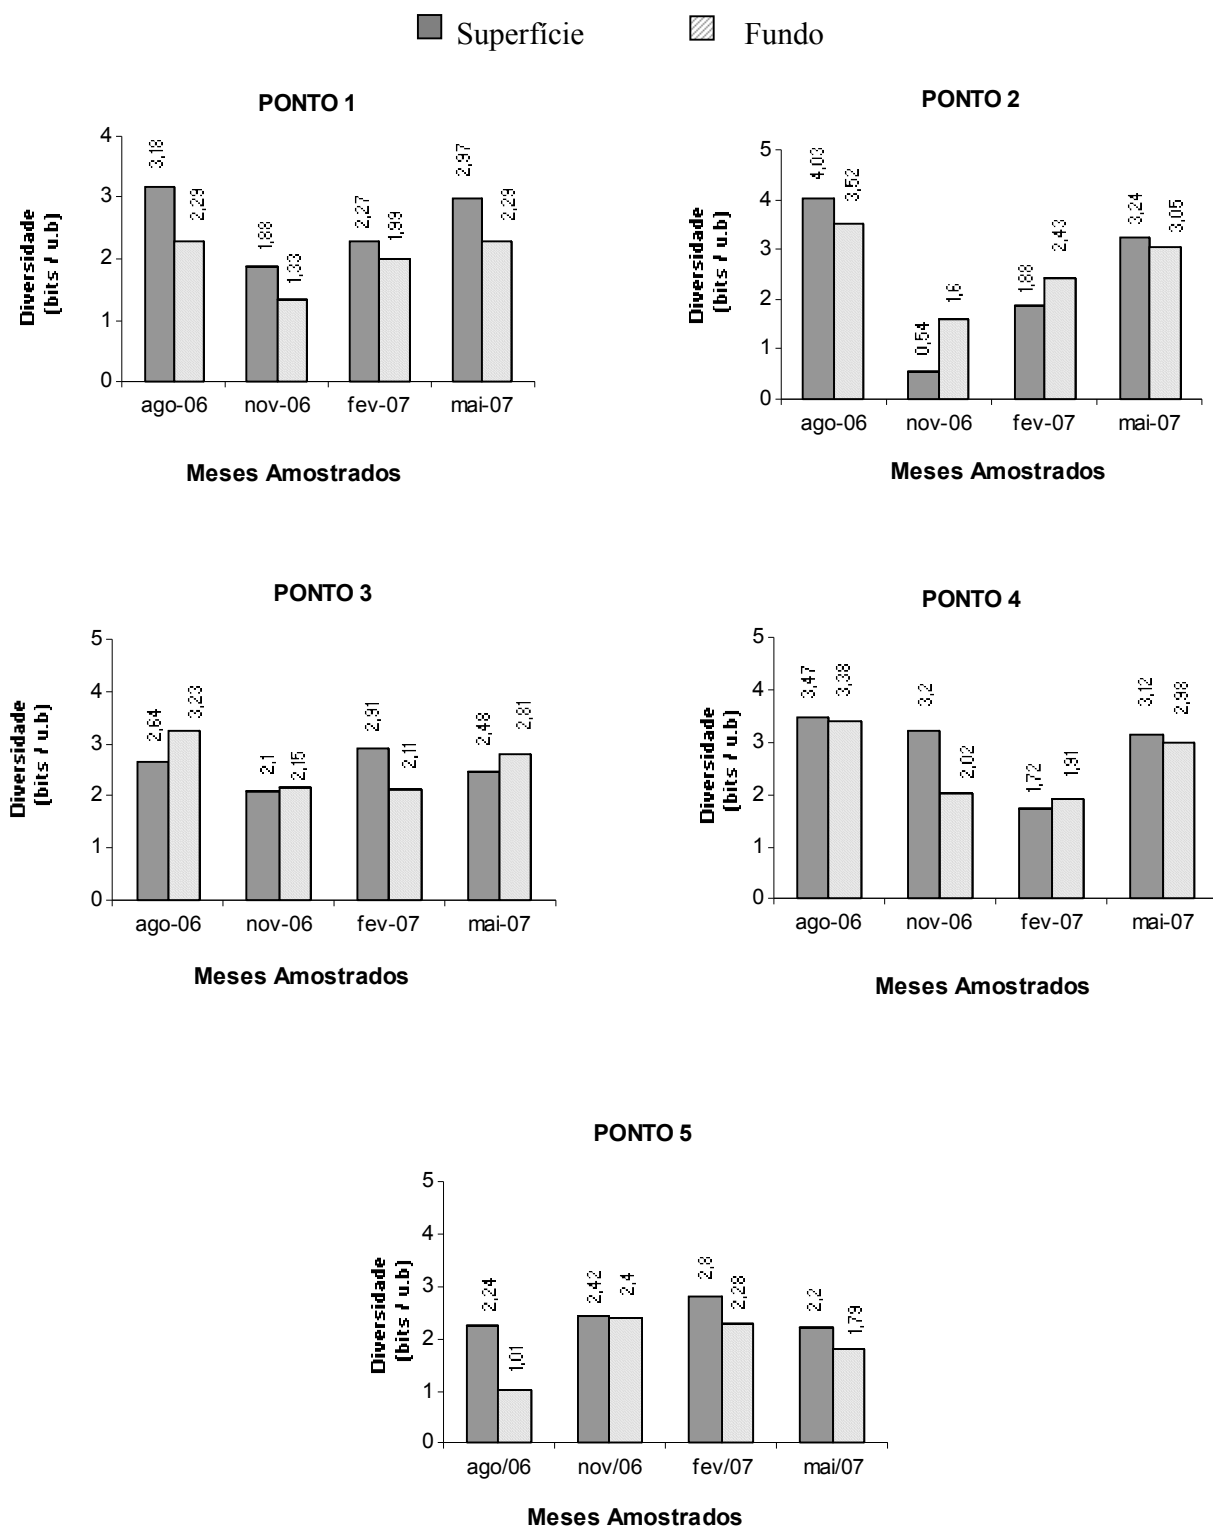 Superfície Fundo
PONTO 1
Diversidade
(bits / u.b)
4
3
2
1
0
3,18
2,29
1,88
1,33
2,27
1,99
2,97
2,29
ago-06 nov-06 fev-07 mai-07
Meses Amostrados
PONTO 2
Diversidade
(bits / u.b)
5
4
3
2
1
0
4,03
3,52
0,54
1,6
1,88
2,43
3,24
3,05
ago-06 nov-06 fev-07 mai-07
Meses Amostrados
PONTO 3
Diversidade
(bits / u.b)
5
4
3
2
1
0
2,64
3,23
2,1
2,15
2,91
2,11
2,48
2,81
ago-06 nov-06 fev-07 mai-07
Meses Amostrados
PONTO 4
Diversidade
(bits / u.b)
5
4
3
2
1
0
3,47
3,38
3,2
2,02
1,72
1,91
3,12
2,98
ago-06 nov-06 fev-07 mai-07
Meses Amostrados
PONTO 5
Diversidade
(bits / u.b)
5
4
3
2
1
0
2,24
1,01
2,42
2,4
2,8
2,28
2,2
1,79
ago/06 nov/06 fev/07 mai/07
Meses Amostrados